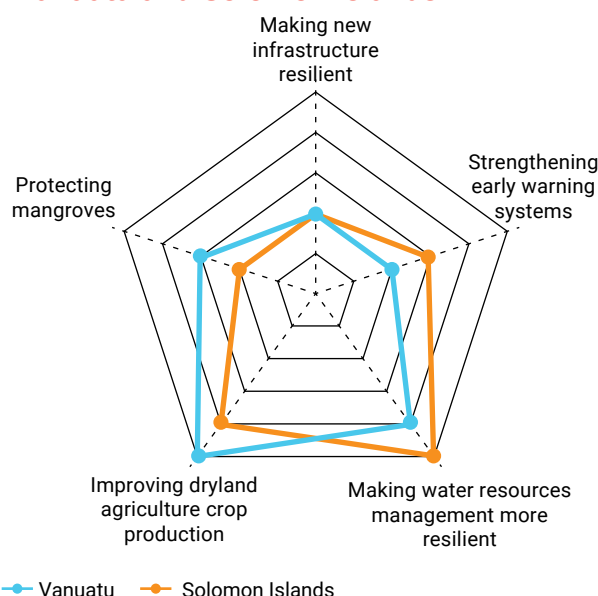 Making new
infrastructure
resilient
Strengthening
early warning
systems
Protecting
mangroves
Improving dryland
agriculture crop
production
Making water resources
management more
resilient
Vanuatu
Solomon Islands